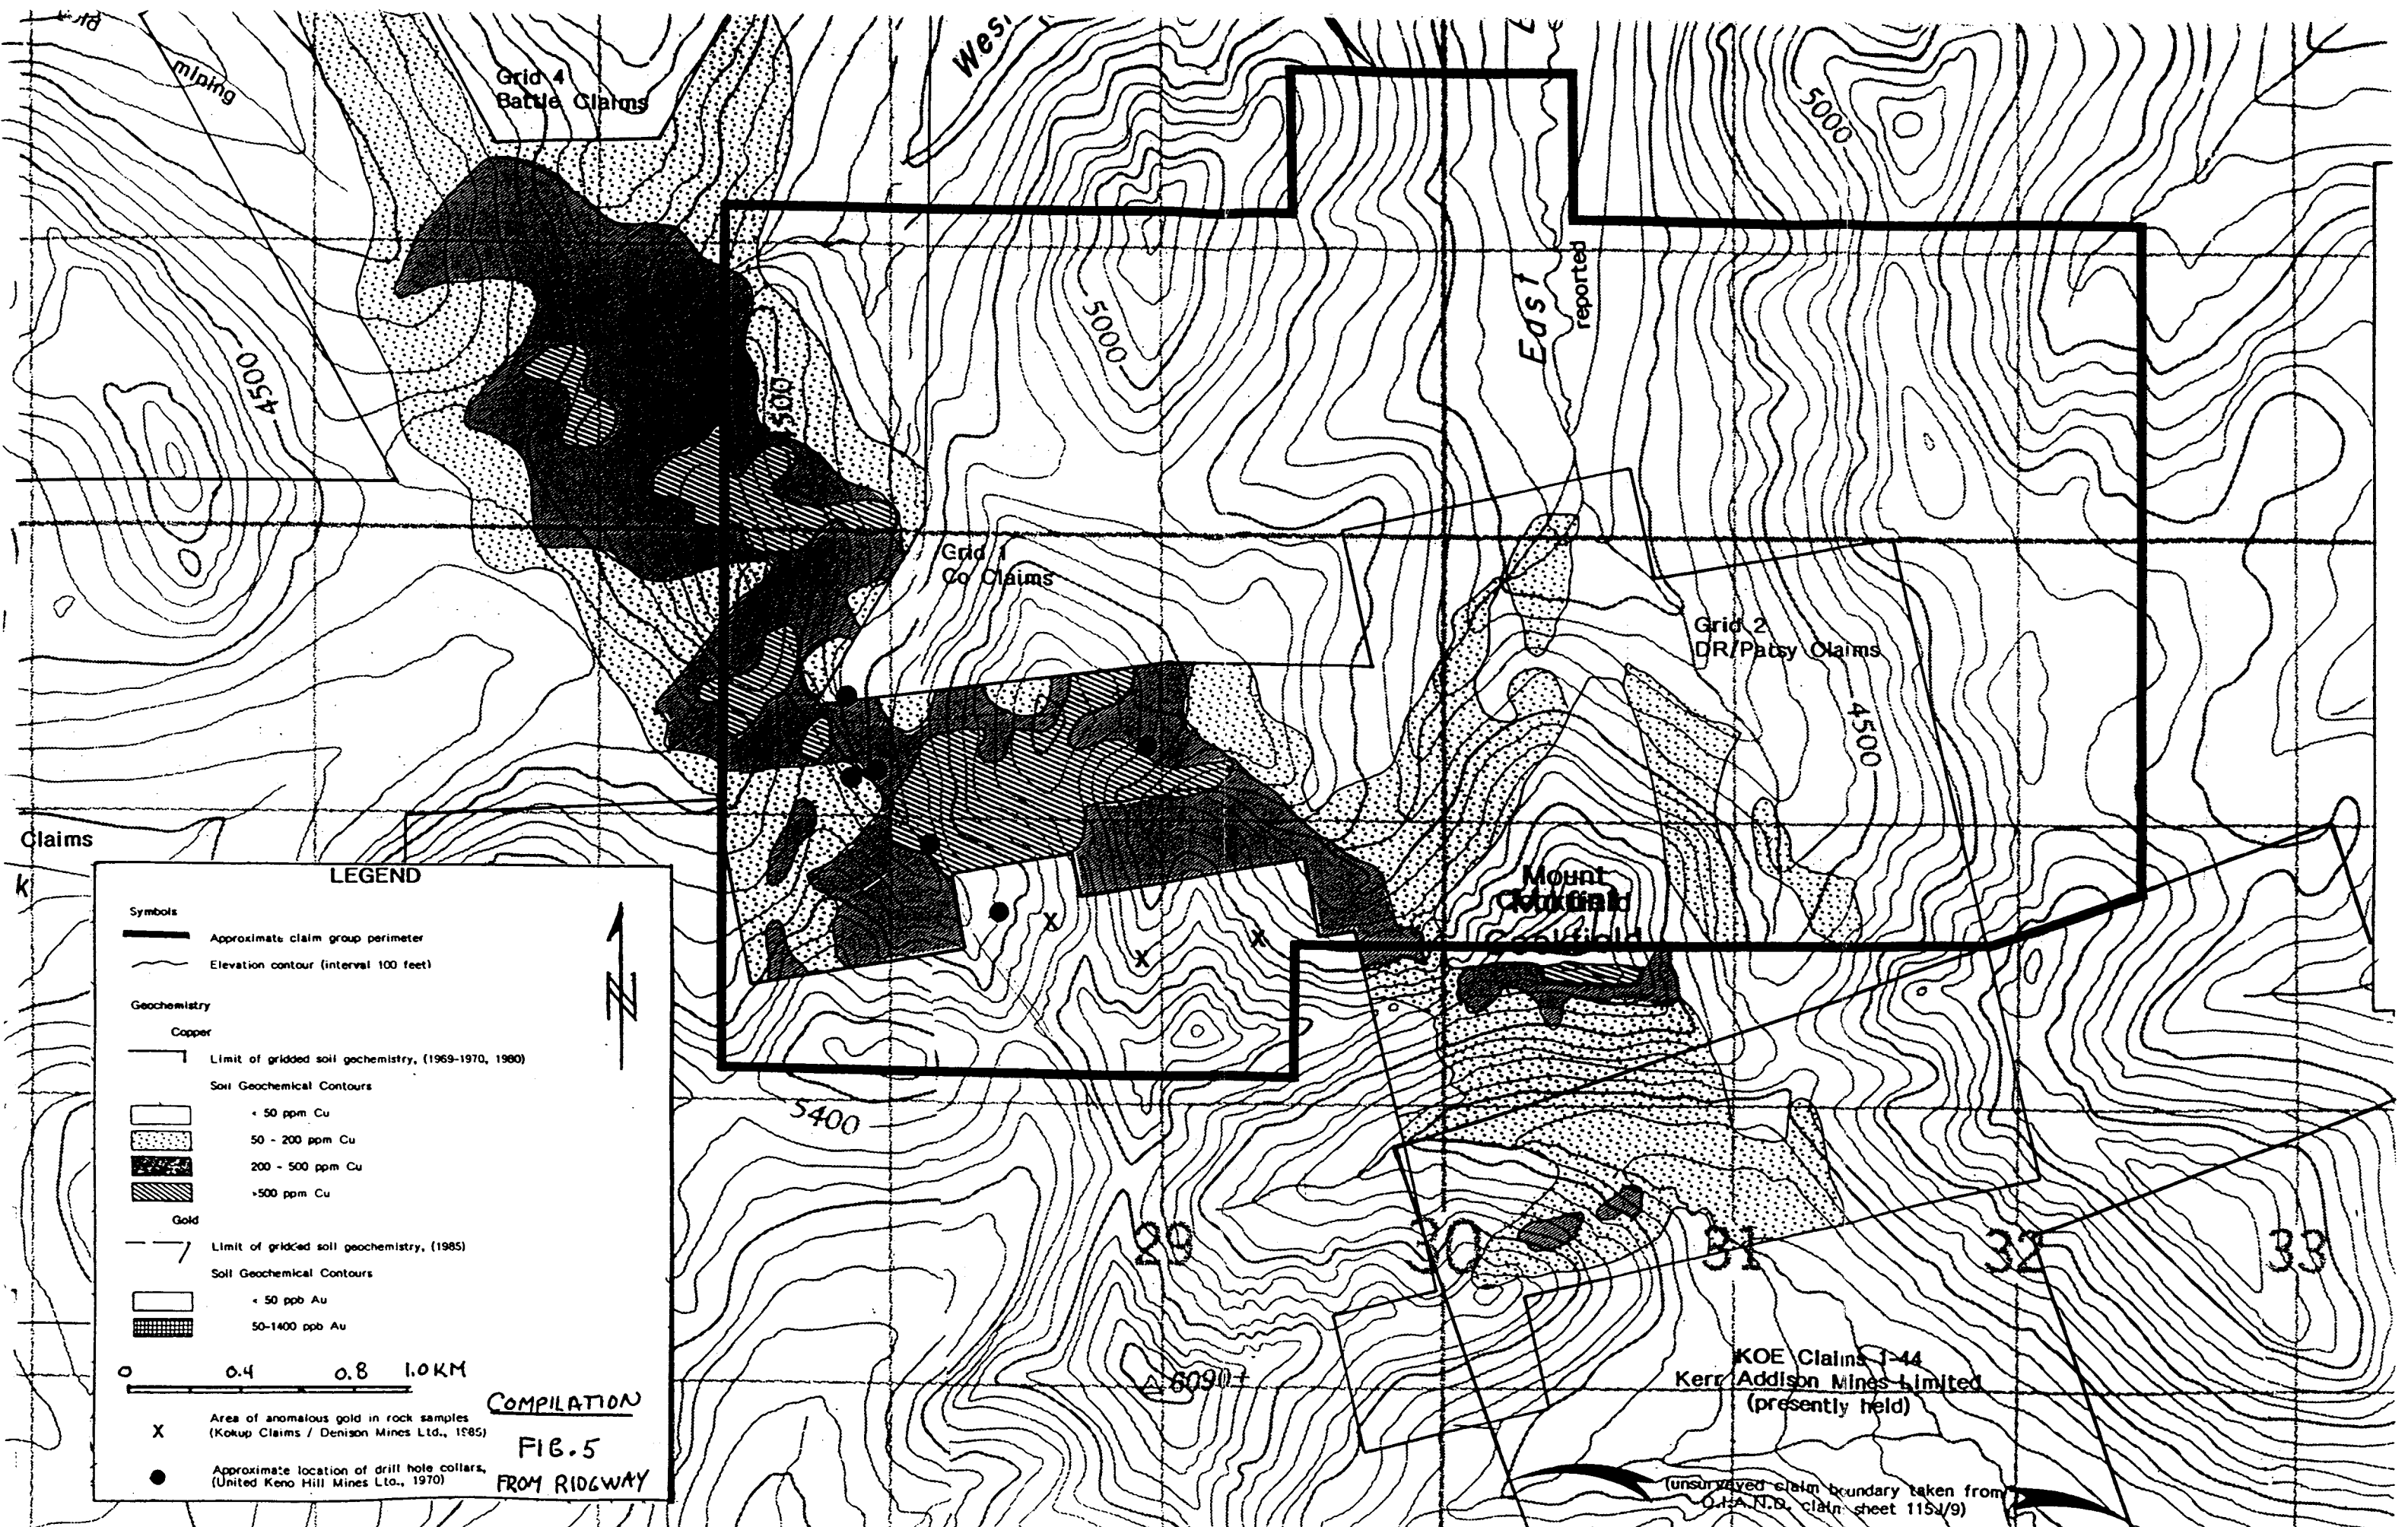 mining
Grid 4
Battle Claims
West
5000
4500
5000
East
reported
Grid 1
Co Claims
Grid 2
DR/Patsy Claims
4500
Claims
k
Mount
Cockfield
5400
29
30
31
32
33
6090+
KOE Claims 1-44
Kerr Addison Mines Limited
(presently held)
(unsurveyed claim boundary taken from
D.I.A.N.D. claim sheet 115J/9)
LEGEND
Symbols
Approximate claim group perimeter
Elevation contour (interval 100 feet)
Geochemistry
Copper
Limit of gridded soil gechemistry, (1969-1970, 1980)
Soil Geochemical Contours
< 50 ppm Cu
50 - 200 ppm Cu
200 - 500 ppm Cu
>500 ppm Cu
Gold
Limit of gridded soil geochemistry, (1985)
Soil Geochemical Contours
< 50 ppb Au
50-1400 ppb Au
0 0.4 0.8 1.0 KM
X Area of anomalous gold in rock samples
(Kokup Claims / Denison Mines Ltd., 1985)
Approximate location of drill hole collars,
(United Keno Hill Mines Ltd., 1970)
COMPILATION
FIG. 5
FROM RIDGWAY